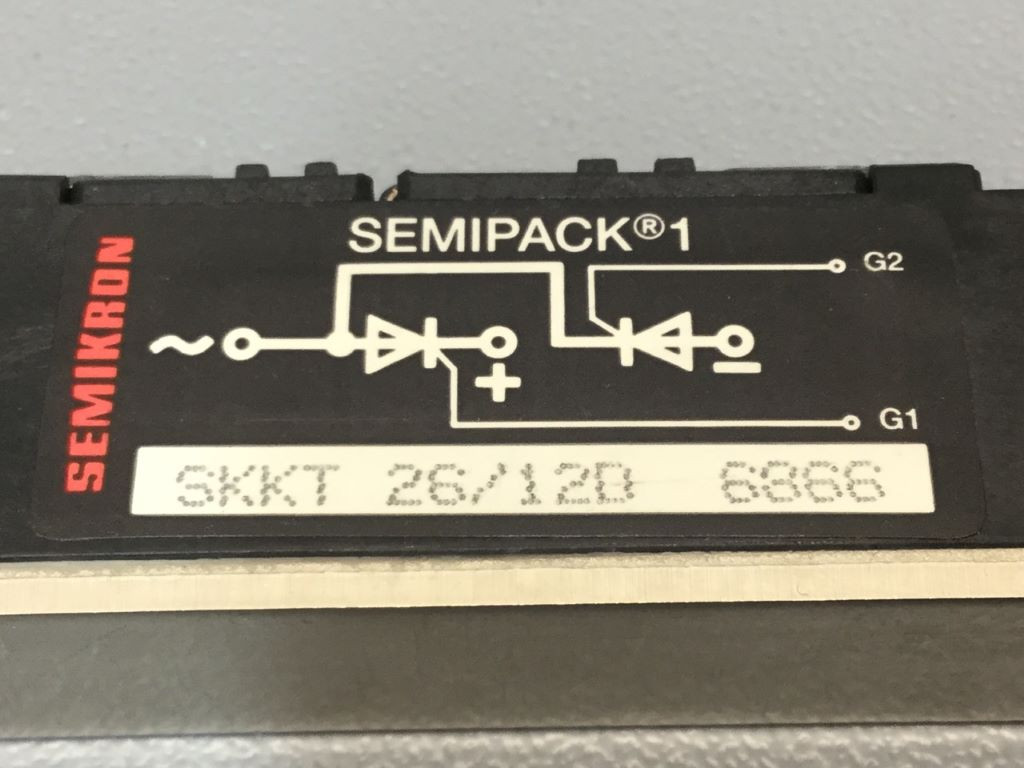 SEMIKRON
SEMIPACK®1
G2
~
+
−
G1
SKKT 26/12D 6866